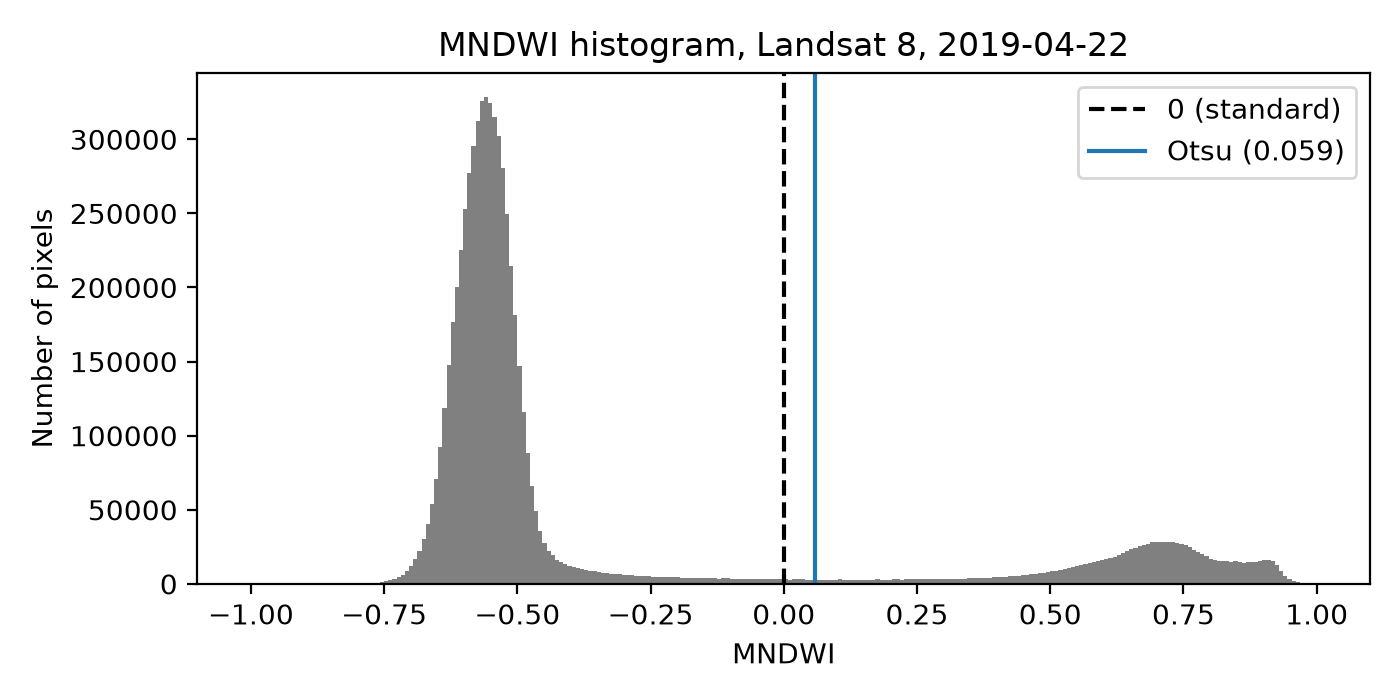 MNDWI histogram, Landsat 8, 2019-04-22
0 (standard)
Otsu (0.059)
Number of pixels
300000
250000
200000
150000
100000
50000
0
−1.00 −0.75 −0.50 −0.25 0.00 0.25 0.50 0.75 1.00
MNDWI